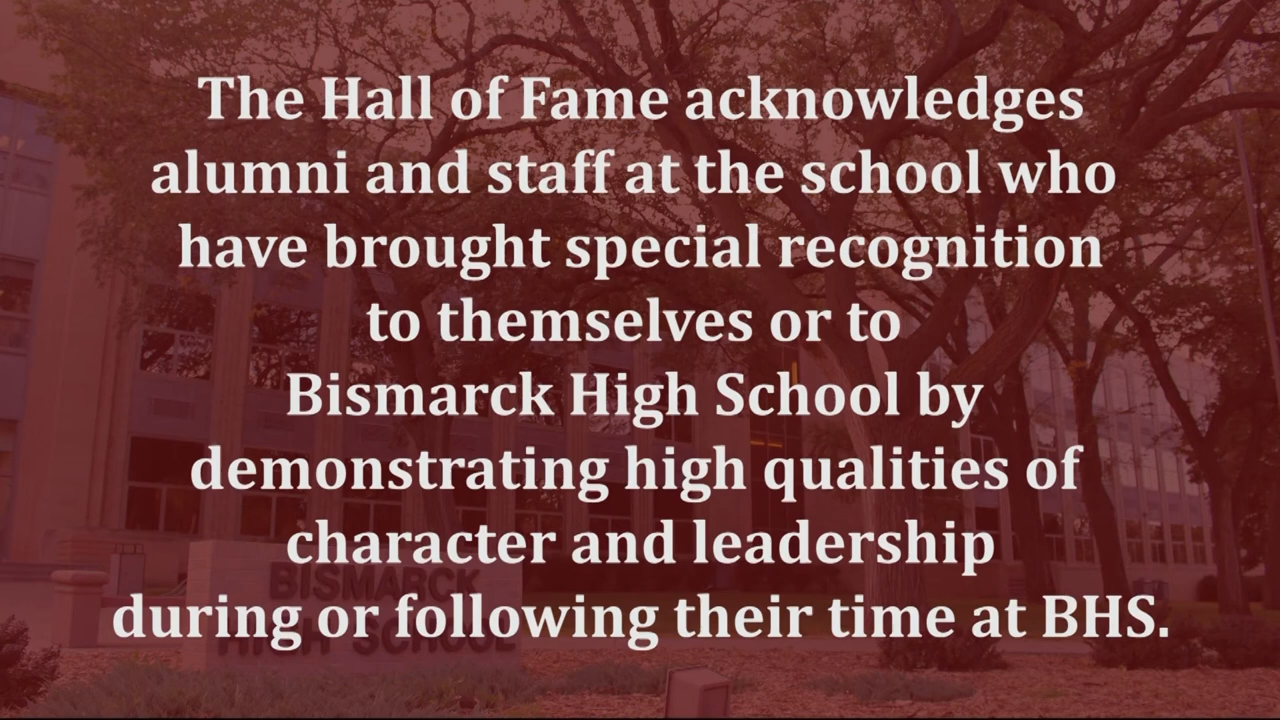 The Hall of Fame acknowledges
alumni and staff at the school who
have brought special recognition
to themselves or to
Bismarck High School by
demonstrating high qualities of
character and leadership
during or following their time at BHS.
BISMARCK
HIGH SCHOOL